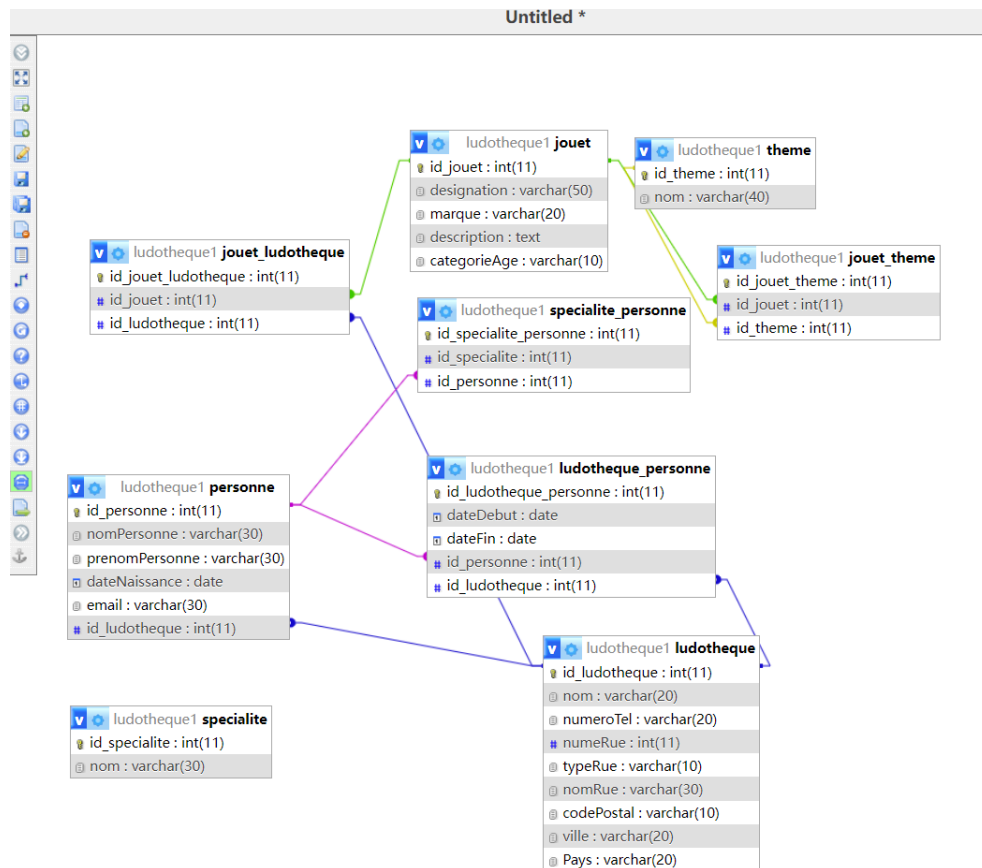 Untitled *
ludotheque1 jouet
id_jouet : int(11)
designation : varchar(50)
marque : varchar(20)
description : text
categorieAge : varchar(10)
ludotheque1 theme
id_theme : int(11)
nom : varchar(40)
ludotheque1 jouet_ludotheque
id_jouet_ludotheque : int(11)
id_jouet : int(11)
id_ludotheque : int(11)
ludotheque1 jouet_theme
id_jouet_theme : int(11)
id_jouet : int(11)
id_theme : int(11)
ludotheque1 specialite_personne
id_specialite_personne : int(11)
id_specialite : int(11)
id_personne : int(11)
ludotheque1 personne
id_personne : int(11)
nomPersonne : varchar(30)
prenomPersonne : varchar(30)
dateNaissance : date
email : varchar(30)
id_ludotheque : int(11)
ludotheque1 ludotheque_personne
id_ludotheque_personne : int(11)
dateDebut : date
dateFin : date
id_personne : int(11)
id_ludotheque : int(11)
ludotheque1 specialite
id_specialite : int(11)
nom : varchar(30)
ludotheque1 ludotheque
id_ludotheque : int(11)
nom : varchar(20)
numeroTel : varchar(20)
numeRue : int(11)
typeRue : varchar(10)
nomRue : varchar(30)
codePostal : varchar(10)
ville : varchar(20)
Pays : varchar(20)